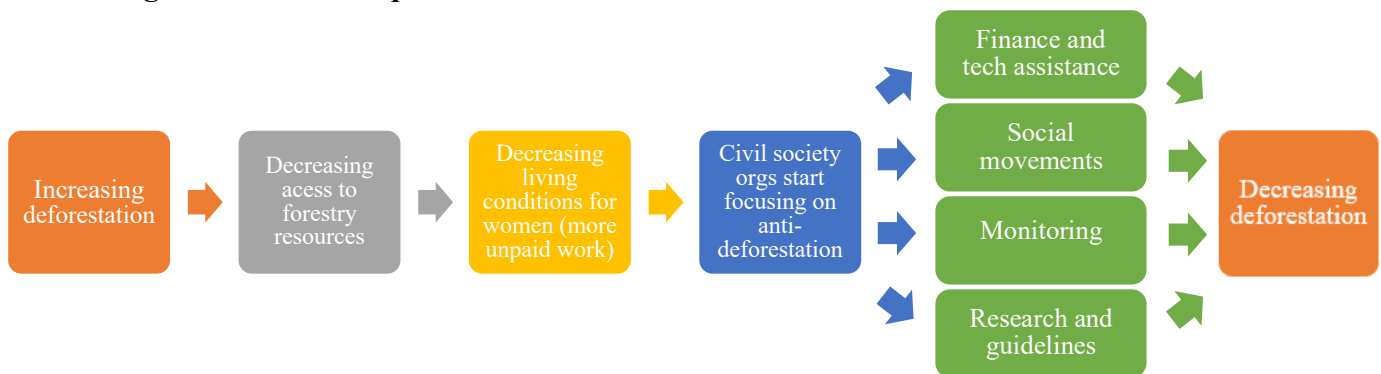 Increasing
deforestation
Decreasing
acess to
forestry
resources
Decreasing
living
conditions for
women (more
unpaid work)
Civil society
orgs start
focusing on
anti-
deforestation
Finance and
tech assistance
Social
movements
Monitoring
Research and
guidelines
Decreasing
deforestation